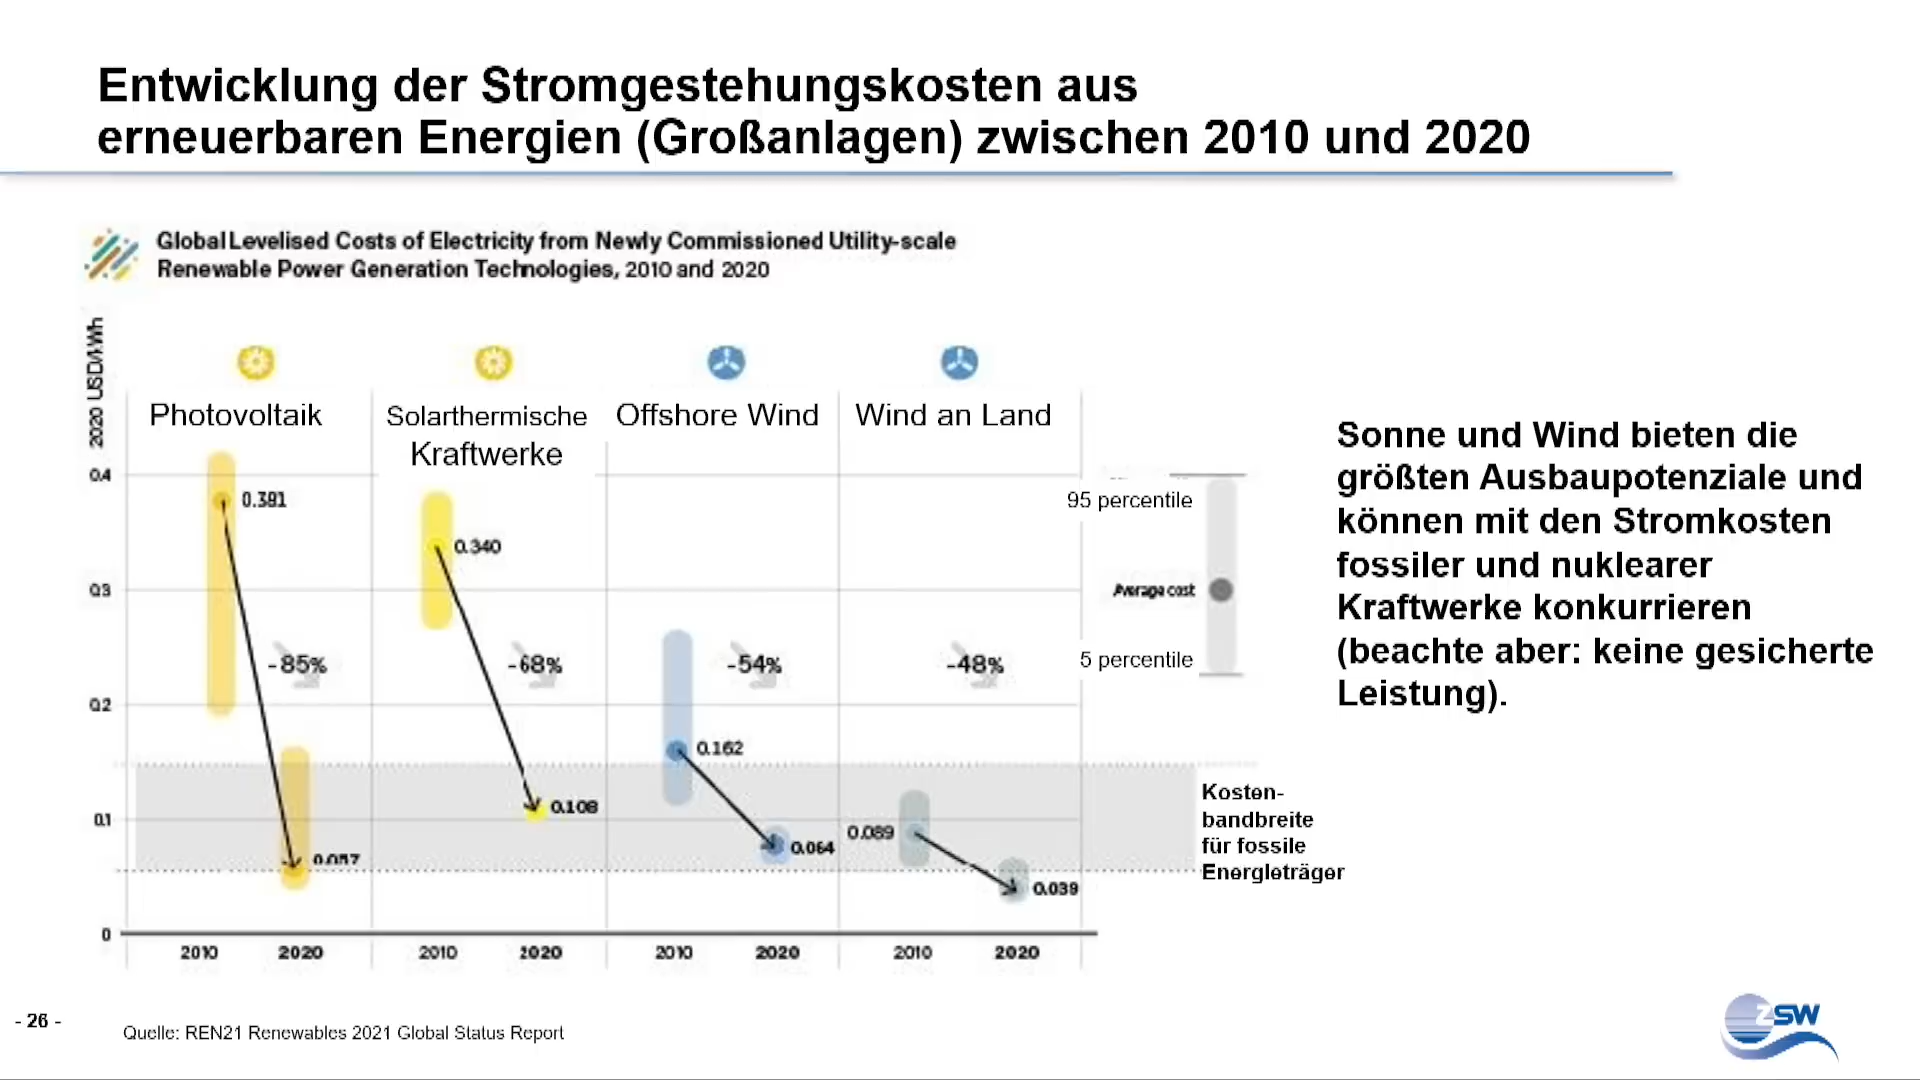 Entwicklung der Stromgestehungskosten aus
erneuerbaren Energien (Großanlagen) zwischen 2010 und 2020
Global Levelised Costs of Electricity from Newly Commissioned Utility-scale
Renewable Power Generation Technologies, 2010 and 2020
2020 USD/kWh
Photovoltaik
Solarthermische
Kraftwerke
Offshore Wind
Wind an Land
0.4
0.3
0.2
0.1
0
0.381
-85%
0.057
0.340
-68%
0.108
0.162
-54%
0.084
0.089
-48%
0.039
2010
2020
2010
2020
2010
2020
2010
2020
95 percentile
Average cost
5 percentile
Kosten-
bandbreite
für fossile
Energieträger
Sonne und Wind bieten die
größten Ausbaupotenziale und
können mit den Stromkosten
fossiler und nuklearer
Kraftwerke konkurrieren
(beachte aber: keine gesicherte
Leistung).
- 26 -
Quelle: REN21 Renewables 2021 Global Status Report
ZSW